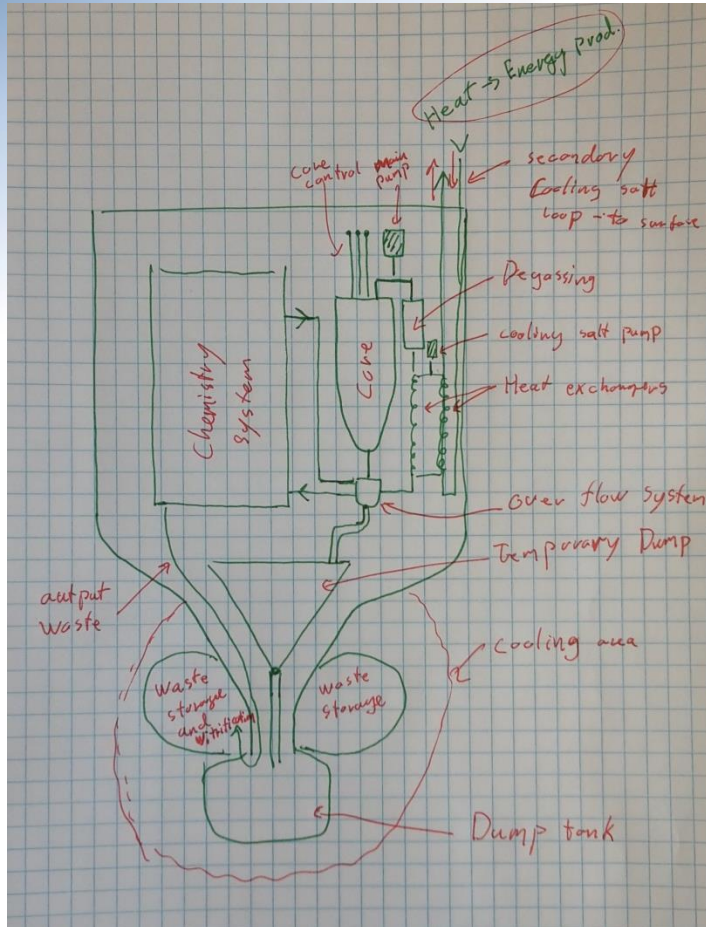 Heat → Energy Prod.
core
control
main
pump
secondary
Cooling salt
loop - to surface
Degassing
cooling salt pump
Heat exchangers
Chemistry
System
Core
over flow system
Temporary Dump
output
waste
cooling area
waste
storage
and
vitrification
waste
storage
Dump tank